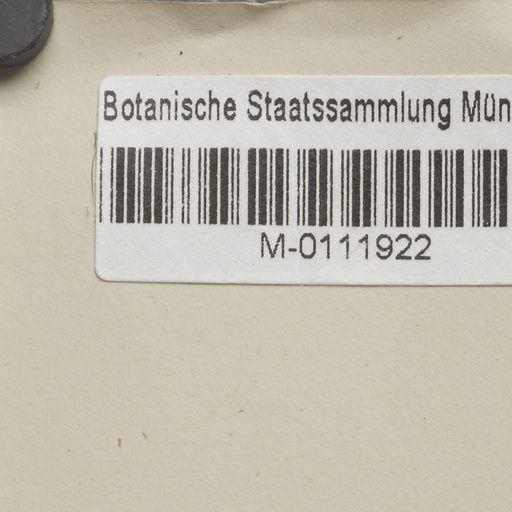 Botanische Staatssammlung Mün
M-0111922